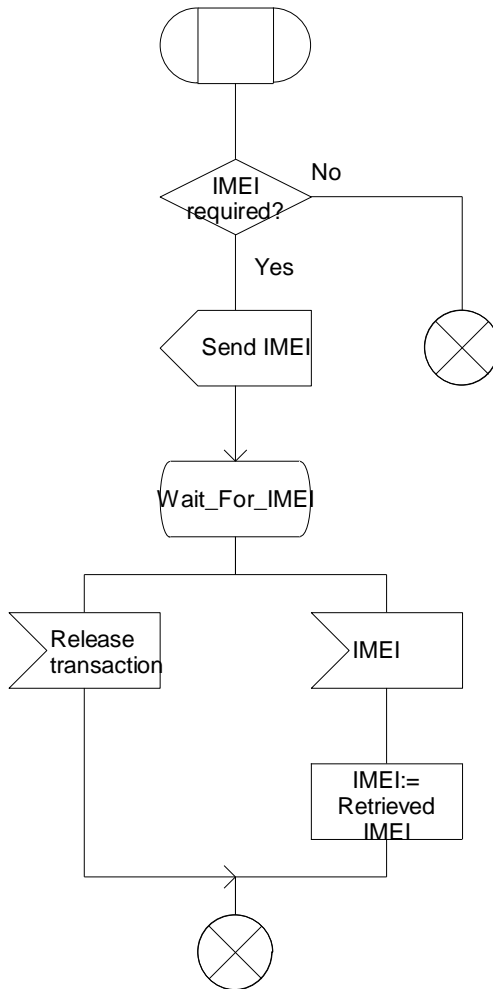 No
IMEI
required?
Yes
Send IMEI
Wait_For_IMEI
Release
transaction
IMEI
IMEI:=
Retrieved
IMEI